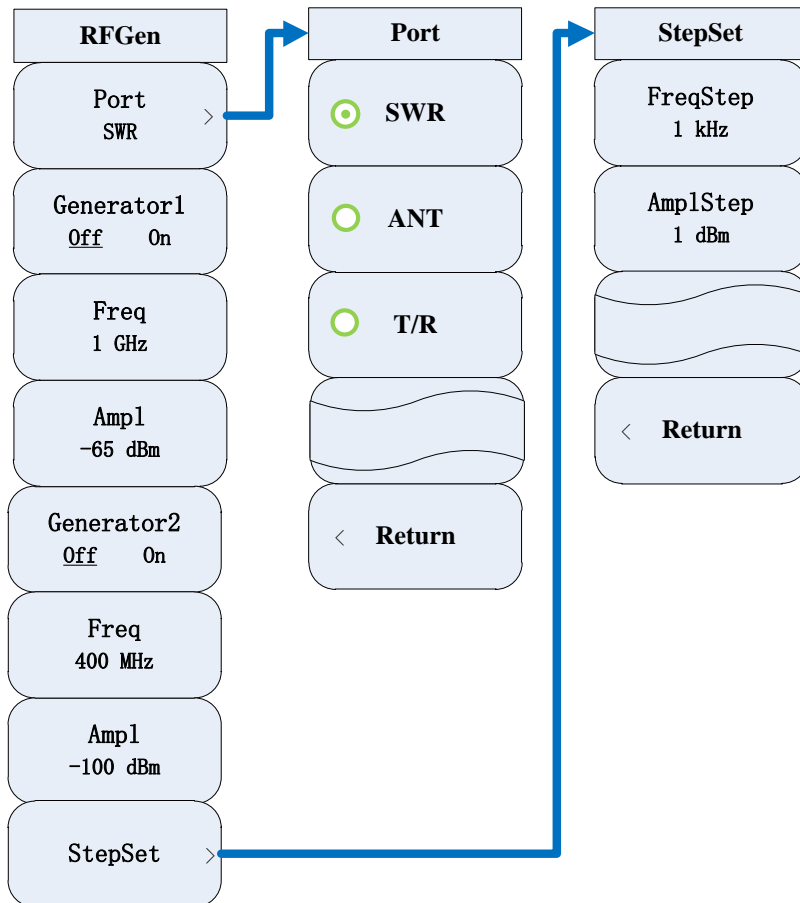 RFGen
Port
SWR
Generator1
Off On
Freq
1 GHz
Ampl
-65 dBm
Generator2
Off On
Freq
400 MHz
Ampl
-100 dBm
StepSet
Port
SWR
ANT
T/R
Return
StepSet
FreqStep
1 kHz
AmplStep
1 dBm
Return